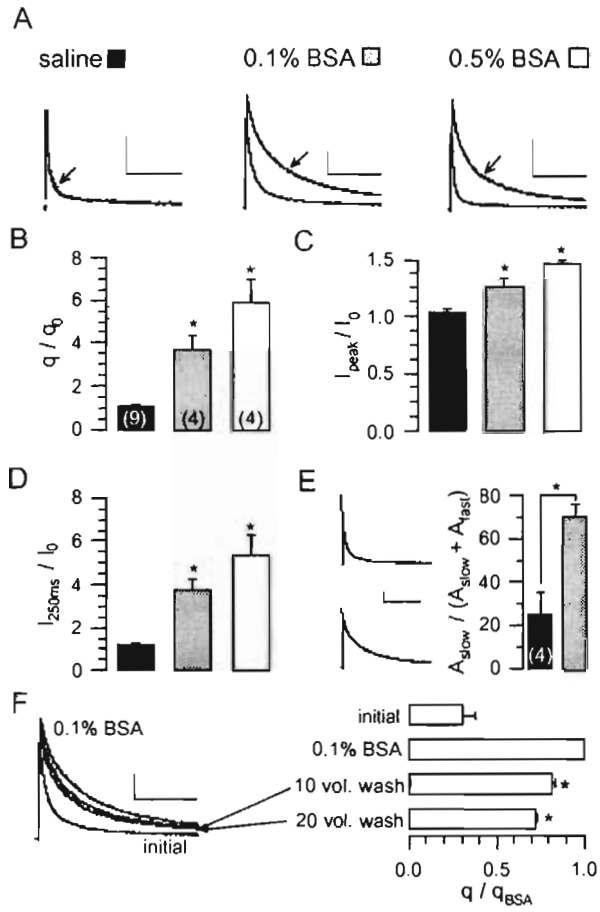 A
saline
0.1% BSA
0.5% BSA
B
q / q0
8
6
4
2
0
(9)
(4)
(4)
*
*
C
Ipeak / I0
1.5
1.0
0.5
0.0
*
*
D
I250ms / I0
8
6
4
2
0
*
*
E
Aslow / (Aslow + Afast)
80
60
40
20
0
(4)
*
F
0.1% BSA
initial
initial
0.1% BSA
10 vol. wash
*
20 vol. wash
*
0.0
0.5
1.0
q / qBSA